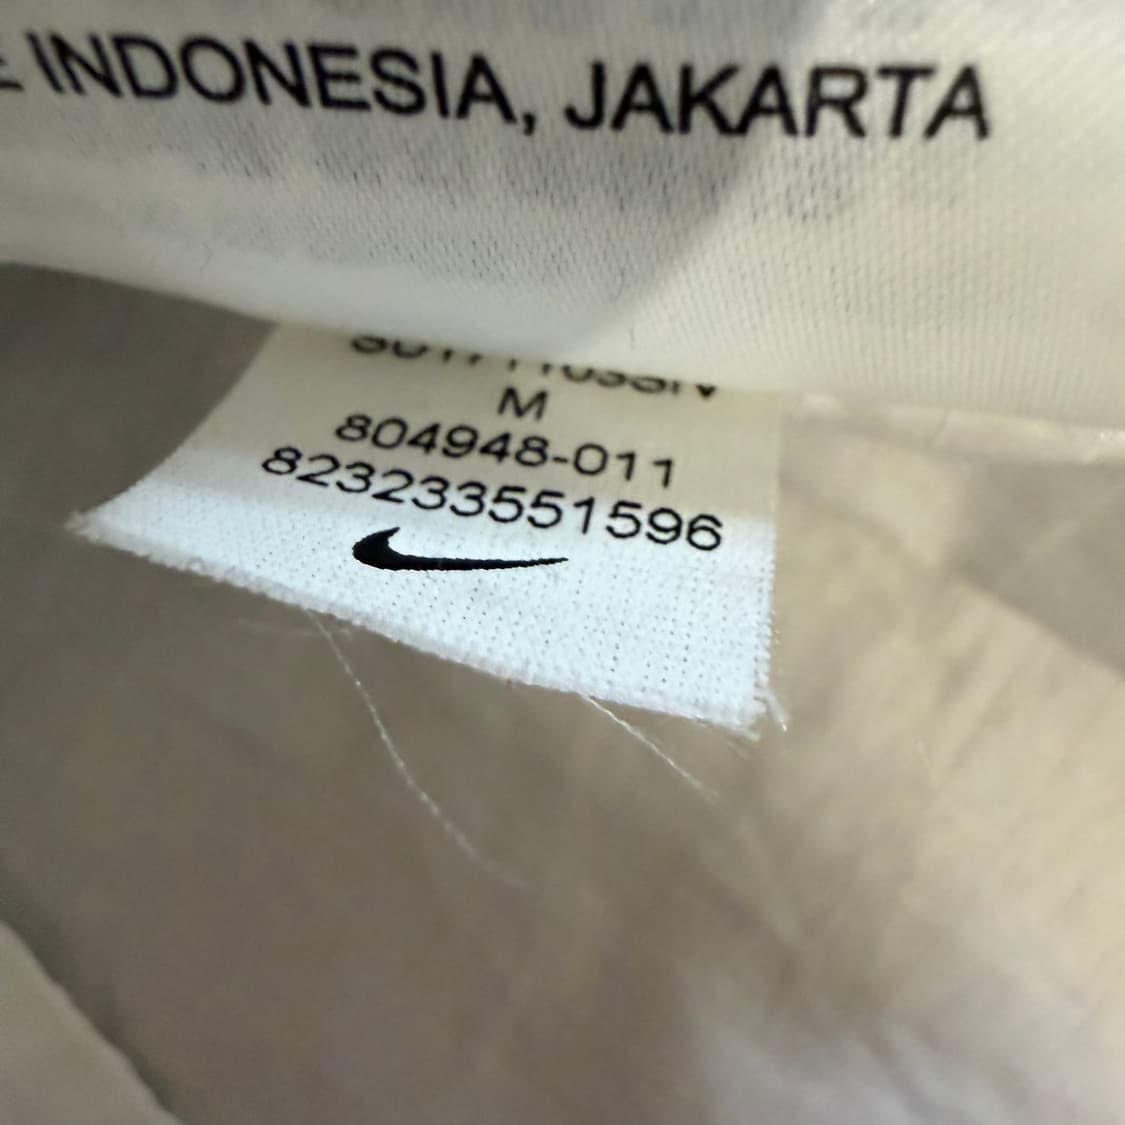 INDONESIA, JAKARTA
M
804948-011
823233551596